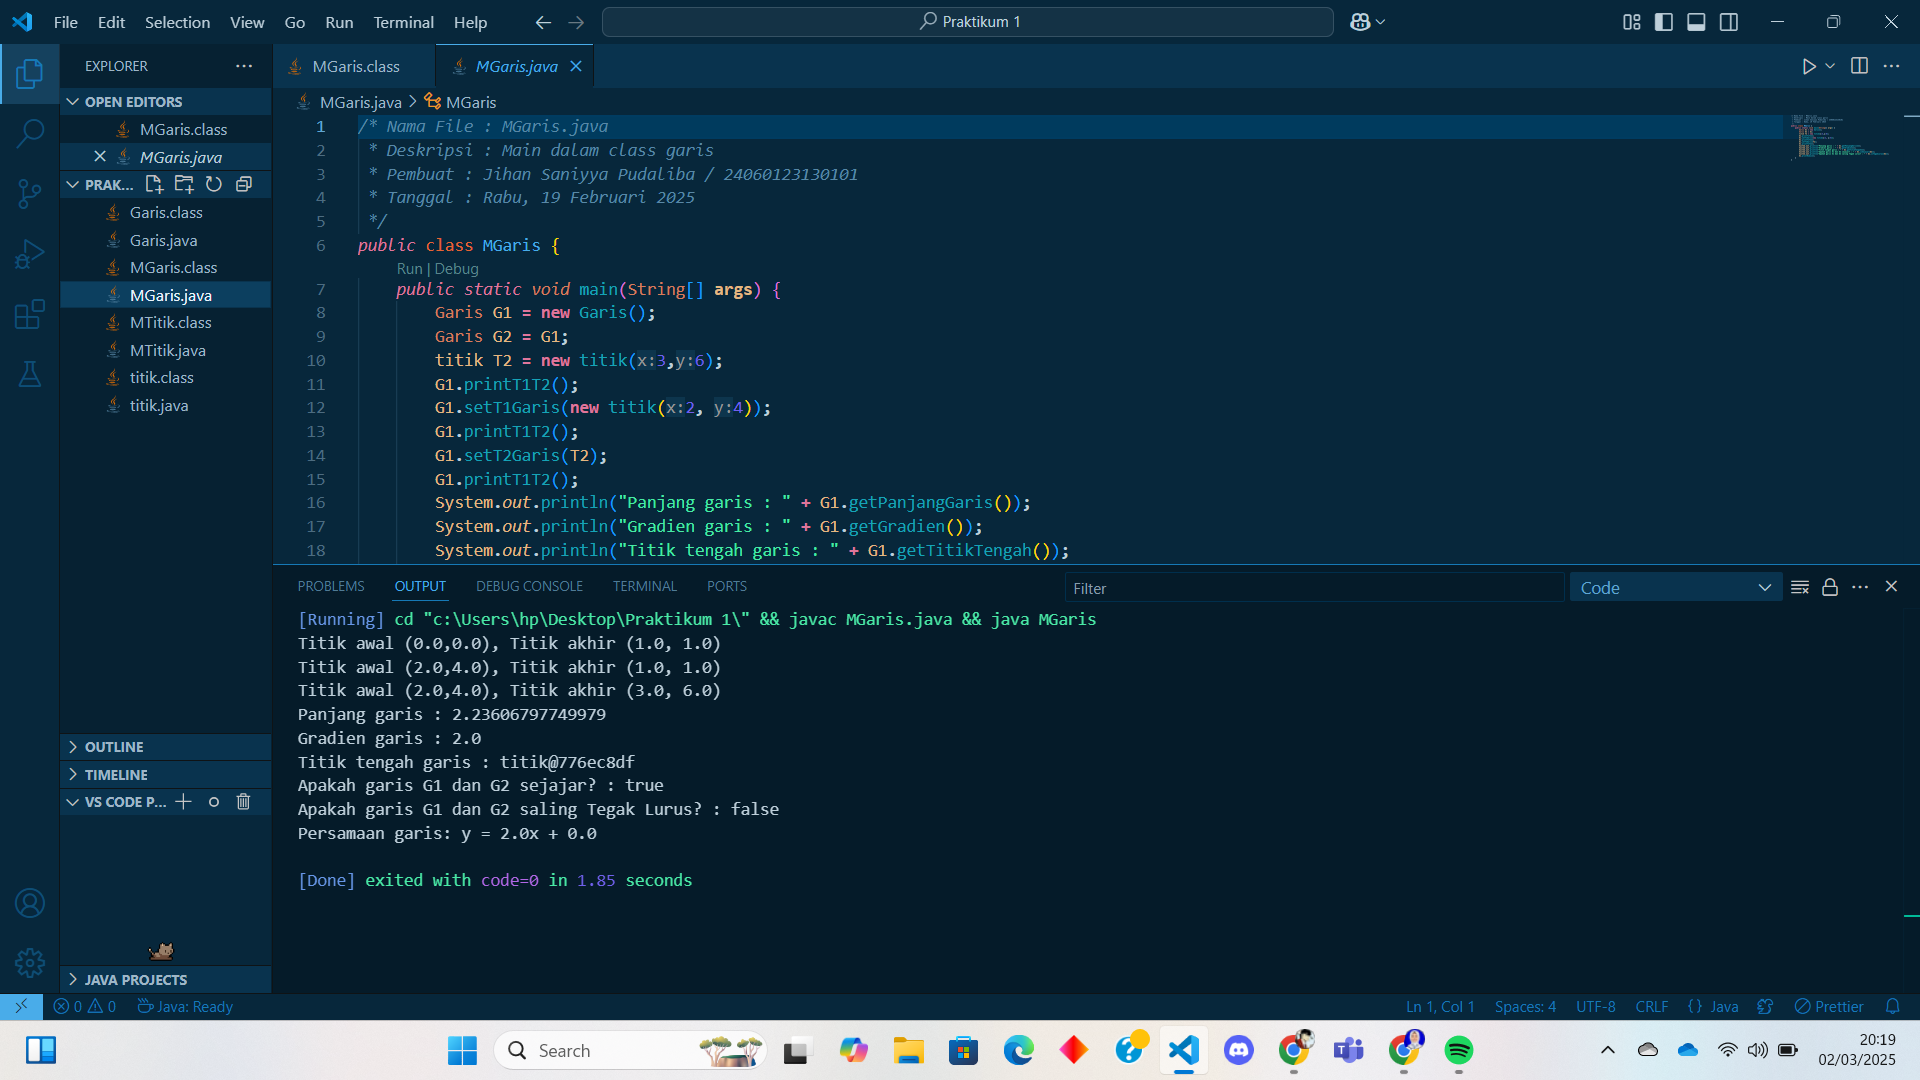 File Edit Selection View Go Run Terminal Help
Praktikum 1
EXPLORER
OPEN EDITORS
MGaris.class
MGaris.java
PRAK...
Garis.class
Garis.java
MGaris.class
MGaris.java
MTitik.class
MTitik.java
titik.class
titik.java
OUTLINE
TIMELINE
VS CODE P...
JAVA PROJECTS
MGaris.class MGaris.java
MGaris.java > MGaris
1 /* Nama File : MGaris.java
2 * Deskripsi : Main dalam class garis
3 * Pembuat : Jihan Saniyya Pudaliba / 24060123130101
4 * Tanggal : Rabu, 19 Februari 2025
5 */
6 public class MGaris {
Run | Debug
7 public static void main(String[] args) {
8 Garis G1 = new Garis();
9 Garis G2 = G1;
10 titik T2 = new titik(x:3,y:6);
11 G1.printT1T2();
12 G1.setT1Garis(new titik(x:2, y:4));
13 G1.printT1T2();
14 G1.setT2Garis(T2);
15 G1.printT1T2();
16 System.out.println("Panjang garis : " + G1.getPanjangGaris());
17 System.out.println("Gradien garis : " + G1.getGradien());
18 System.out.println("Titik tengah garis : " + G1.getTitikTengah());
PROBLEMS OUTPUT DEBUG CONSOLE TERMINAL PORTS
Filter
Code
[Running] cd "c:\Users\hp\Desktop\Praktikum 1\" && javac MGaris.java && java MGaris
Titik awal (0.0,0.0), Titik akhir (1.0, 1.0)
Titik awal (2.0,4.0), Titik akhir (1.0, 1.0)
Titik awal (2.0,4.0), Titik akhir (3.0, 6.0)
Panjang garis : 2.23606797749979
Gradien garis : 2.0
Titik tengah garis : titik@776ec8df
Apakah garis G1 dan G2 sejajar? : true
Apakah garis G1 dan G2 saling Tegak Lurus? : false
Persamaan garis: y = 2.0x + 0.0
[Done] exited with code=0 in 1.85 seconds
0 0 Java: Ready
Ln 1, Col 1 Spaces: 4 UTF-8 CRLF {} Java Prettier
Search
20:19
02/03/2025